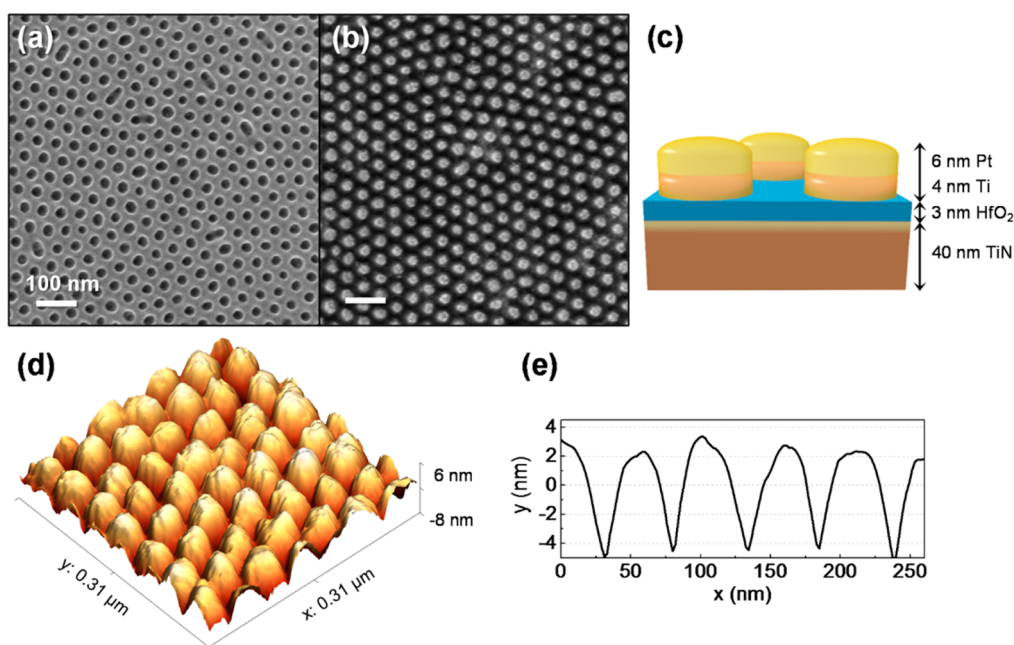 (a)
100 nm
(b)
(c)
6 nm Pt
4 nm Ti
3 nm HfO₂
40 nm TiN
(d)
6 nm
-8 nm
y: 0.31 µm
x: 0.31 µm
(e)
4
2
0
-2
-4
y (nm)
0 50 100 150 200 250
x (nm)